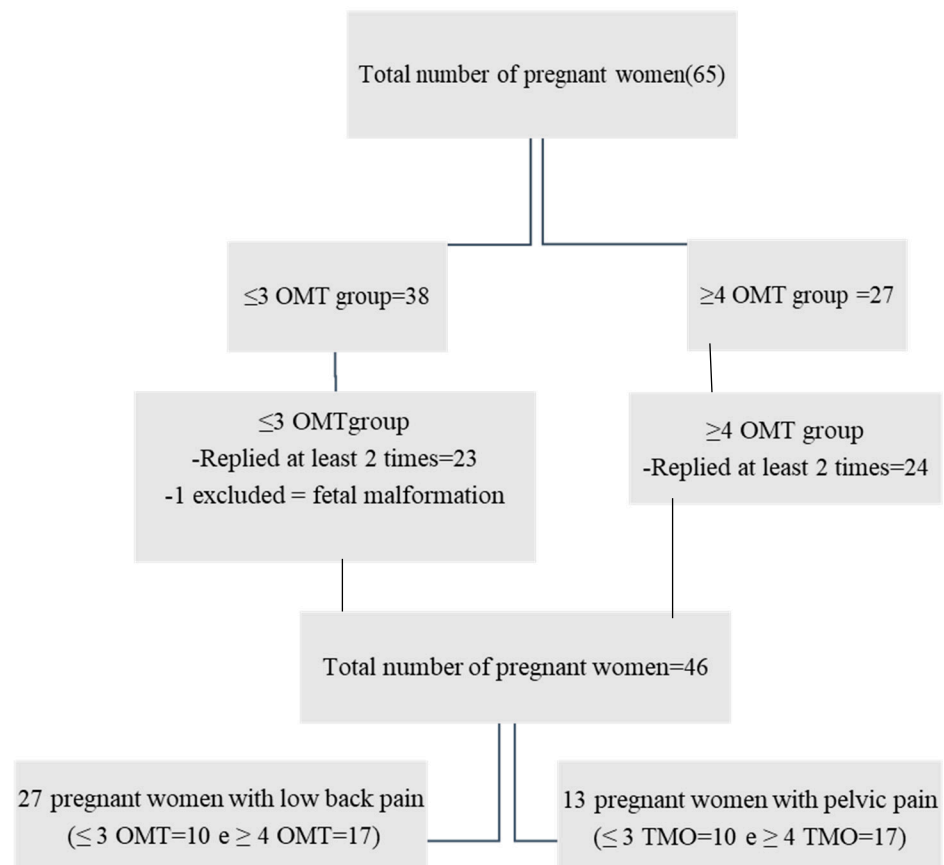 Total number of pregnant women(65)
≤3 OMT group=38
≥4 OMT group =27
≤3 OMTgroup
-Replied at least 2 times=23
-1 excluded = fetal malformation
≥4 OMT group
-Replied at least 2 times=24
Total number of pregnant women=46
27 pregnant women with low back pain
(≤ 3 OMT=10 e ≥ 4 OMT=17)
13 pregnant women with pelvic pain
(≤ 3 TMO=10 e ≥ 4 TMO=17)